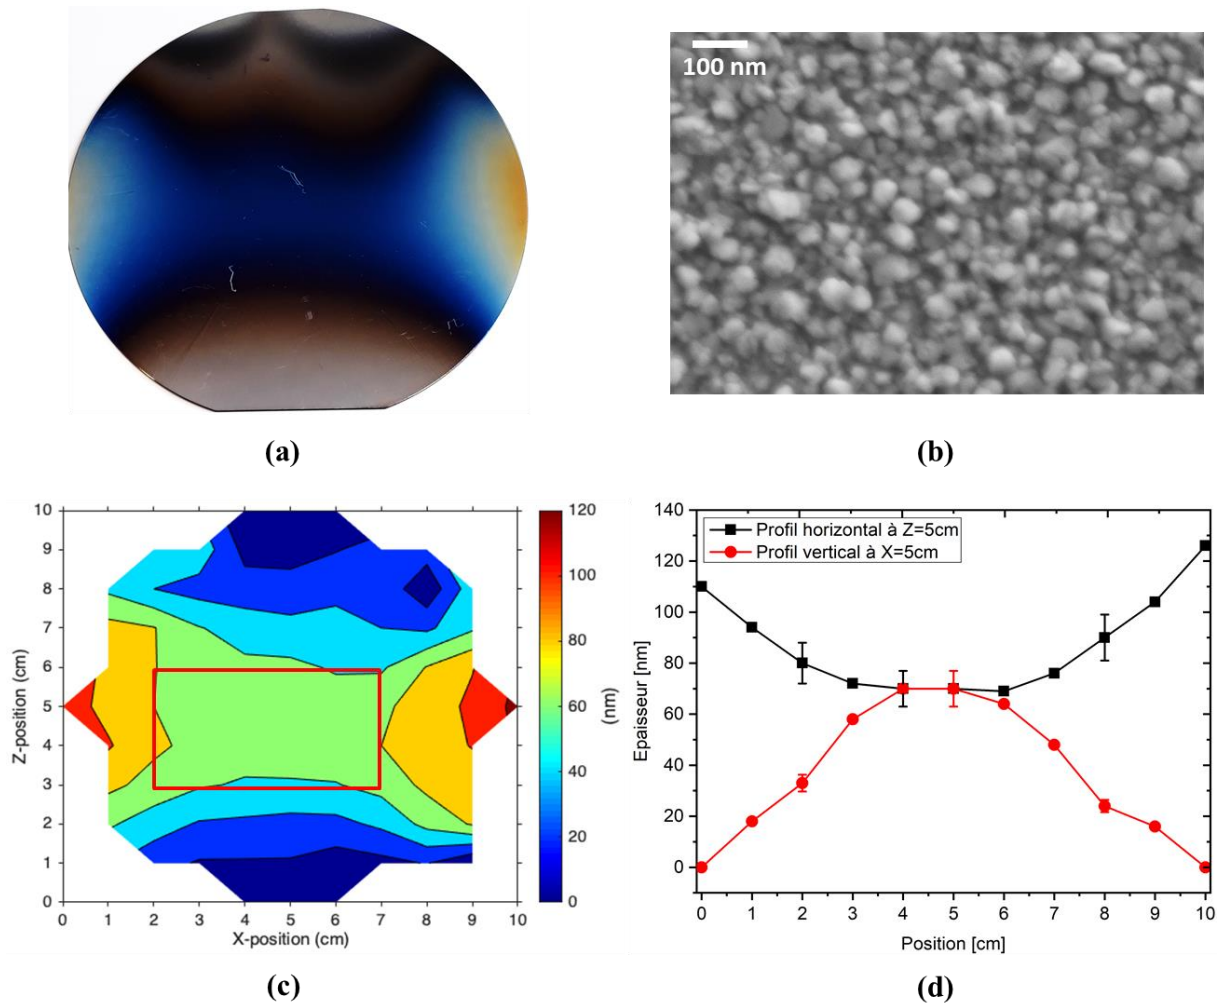 100 nm
(a)
(b)
10
9
8
7
6
5
4
3
2
1
0
Z-position (cm)
0 1 2 3 4 5 6 7 8 9 10
X-position (cm)
120
100
80
60
40
20
0
(nm)
140
120
100
80
60
40
20
0
Epaisseur [nm]
Profil horizontal à Z=5cm
Profil vertical à X=5cm
0 1 2 3 4 5 6 7 8 9 10
Position [cm]
(c)
(d)